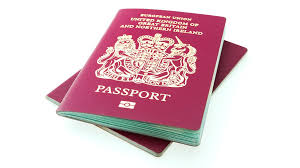 EUROPEAN UNION
UNITED KINGDOM OF
GREAT BRITAIN
AND NORTHERN IRELAND
PASSPORT